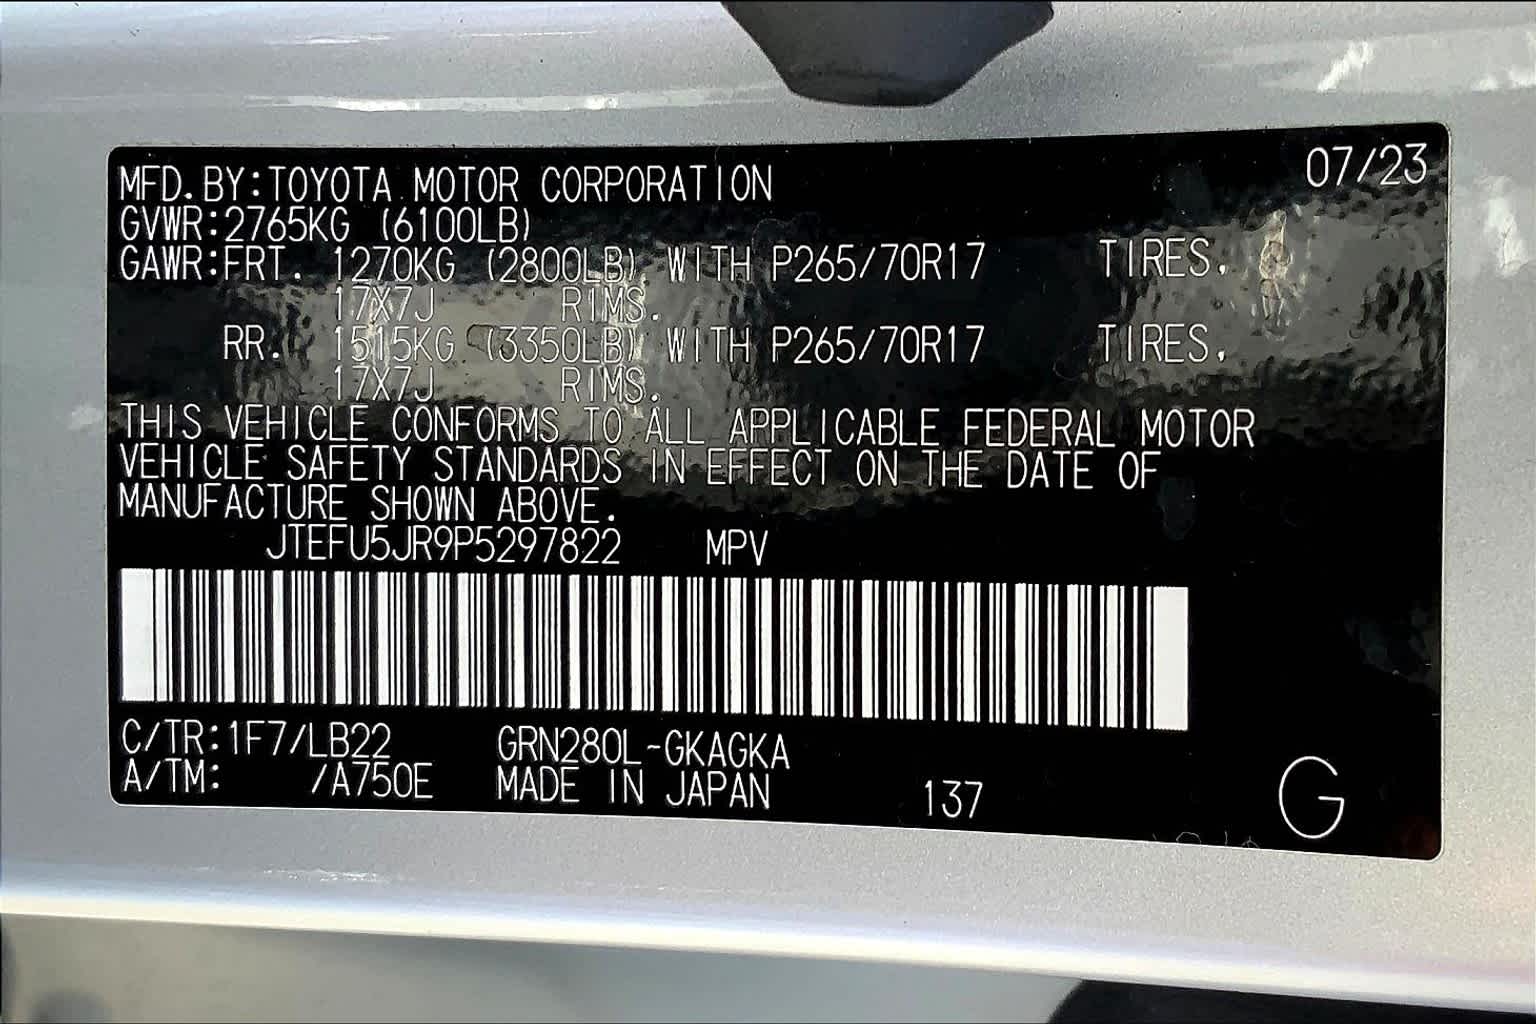 07/23
MFD.BY:TOYOTA MOTOR CORPORATION
GVWR:2765KG (6100LB)
GAWR:FRT. 1270KG (2800LB) WITH P265/70R17 TIRES,
17X7J RIMS.
RR. 1515KG (3350LB) WITH P265/70R17 TIRES,
17X7J RIMS.
THIS VEHICLE CONFORMS TO ALL APPLICABLE FEDERAL MOTOR
VEHICLE SAFETY STANDARDS IN EFFECT ON THE DATE OF
MANUFACTURE SHOWN ABOVE.
JTEFU5JR9P5297822 MPV
C/TR:1F7/LB22 GRN280L-GKAGKA
A/TM: /A750E MADE IN JAPAN 137 G